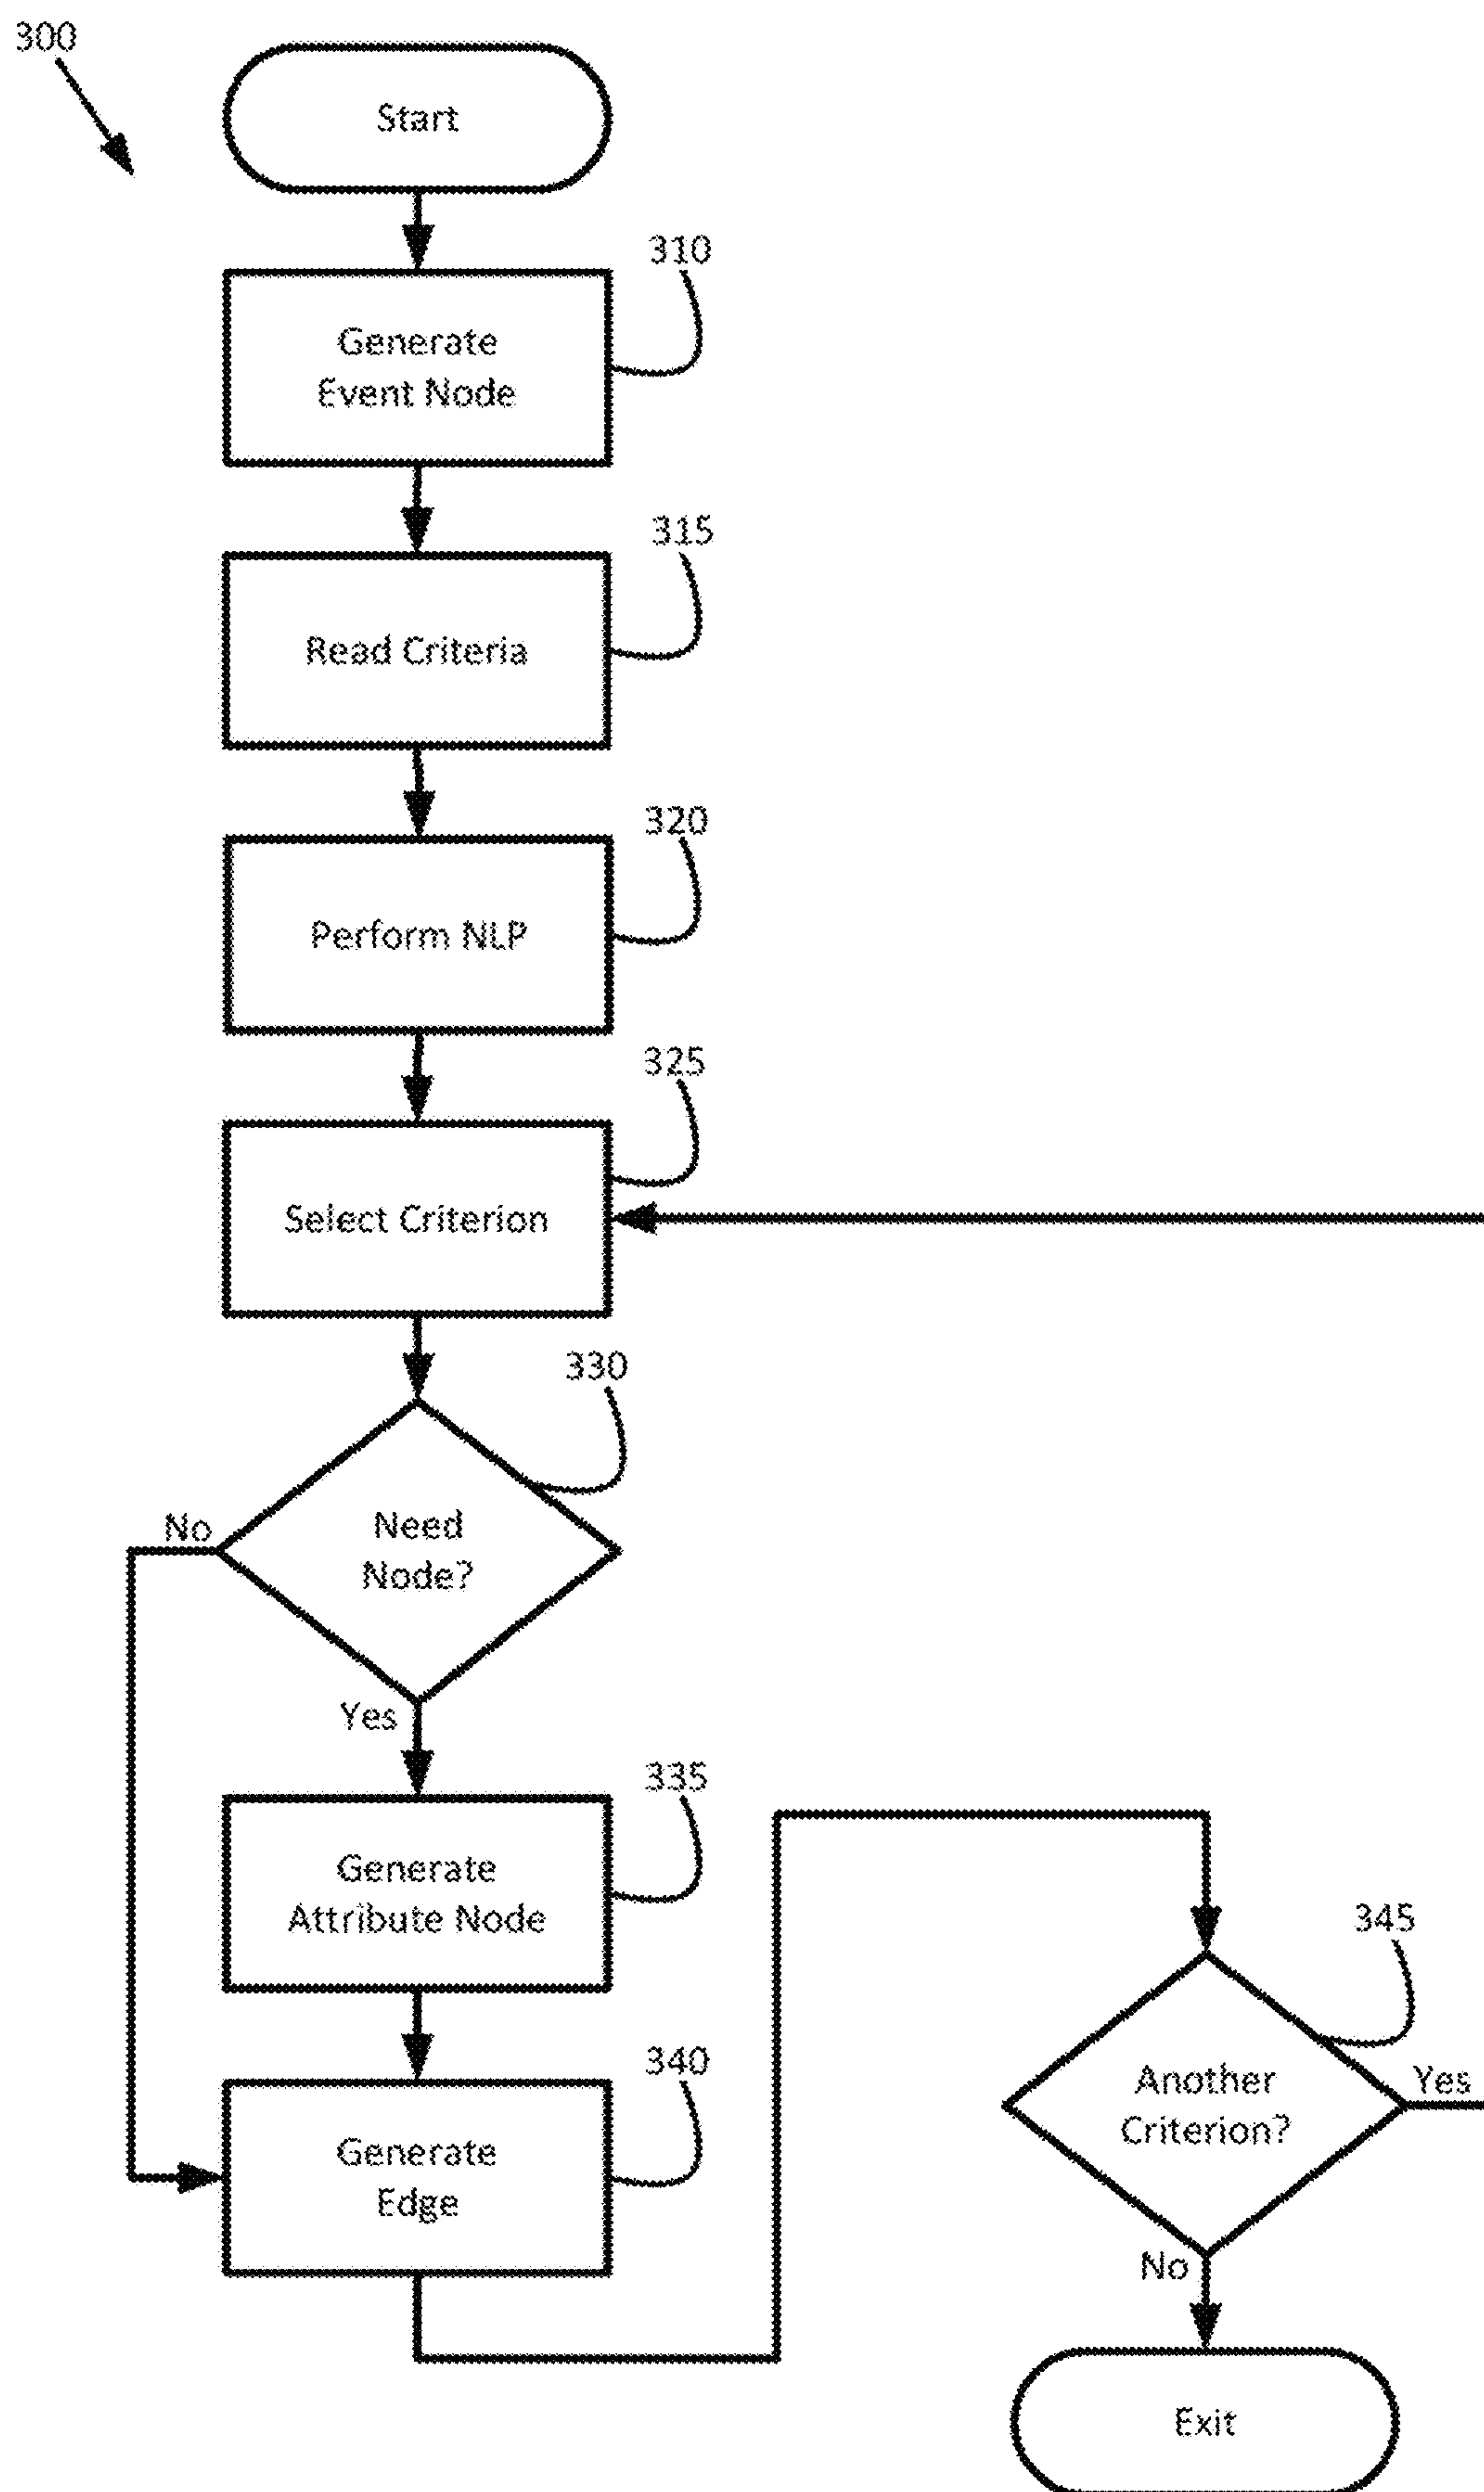 300
Start
310
Generate
Event Node
315
Read Criteria
320
Perform NLP
325
Select Criterion
330
Need
Node?
No
Yes
335
Generate
Attribute Node
340
Generate
Edge
345
Another
Criterion?
Yes
No
Exit